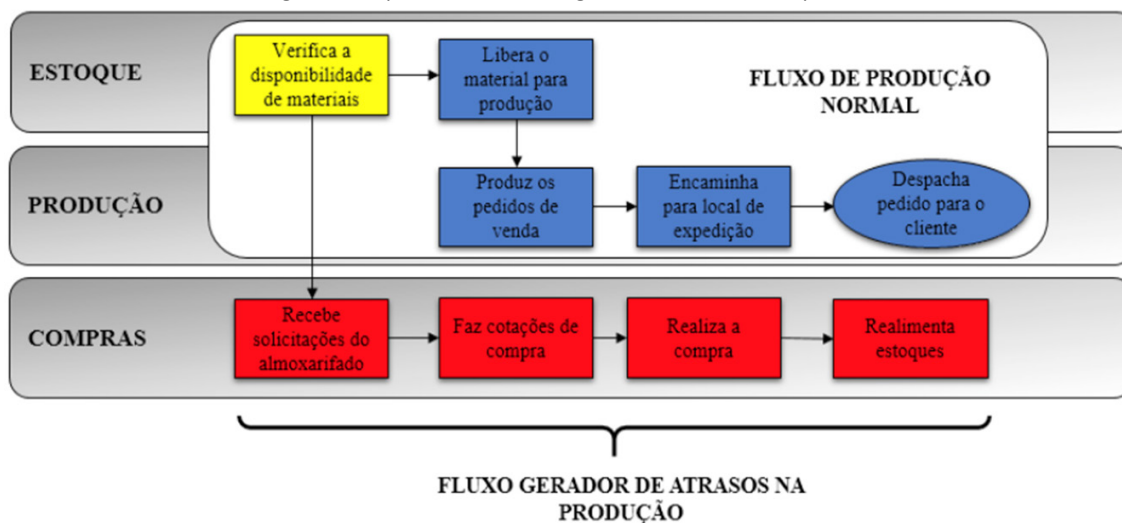 ESTOQUE
Verifica a
disponibilidade
de materiais
Libera o
material para
produção
FLUXO DE PRODUÇÃO
NORMAL
PRODUÇÃO
Produz os
pedidos de
venda
Encaminha
para local de
expedição
Despacha
pedido para o
cliente
COMPRAS
Recebe
solicitações do
almoxarifado
Faz cotações de
compra
Realiza a
compra
Realimenta
estoques
FLUXO GERADOR DE ATRASOS NA
PRODUÇÃO